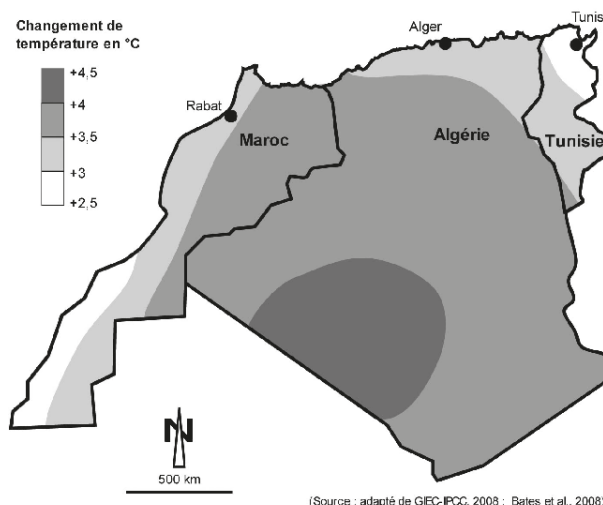 Changement de
température en °C
+4,5
+4
+3,5
+3
+2,5
Tunis
Alger
Rabat
Maroc
Algérie
Tunisie
N
500 km
(Source : adapté de GIEC-IPCC, 2008 ; Bates et al., 2008)